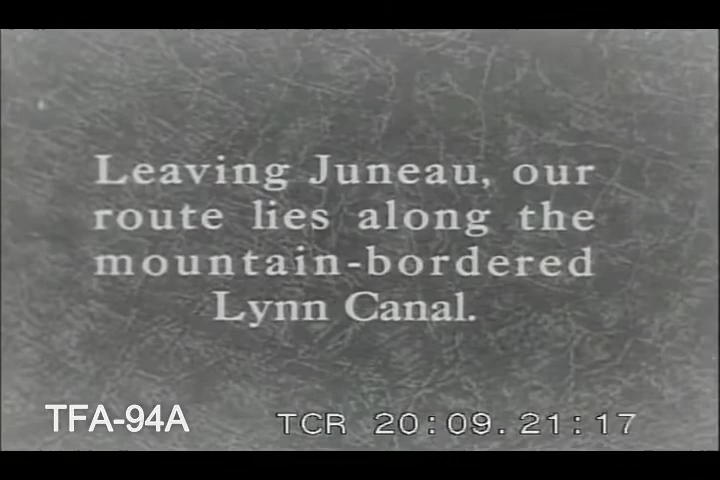 Leaving Juneau, our
route lies along the
mountain-bordered
Lynn Canal.
TFA-94A
TCR 20:09.21:17